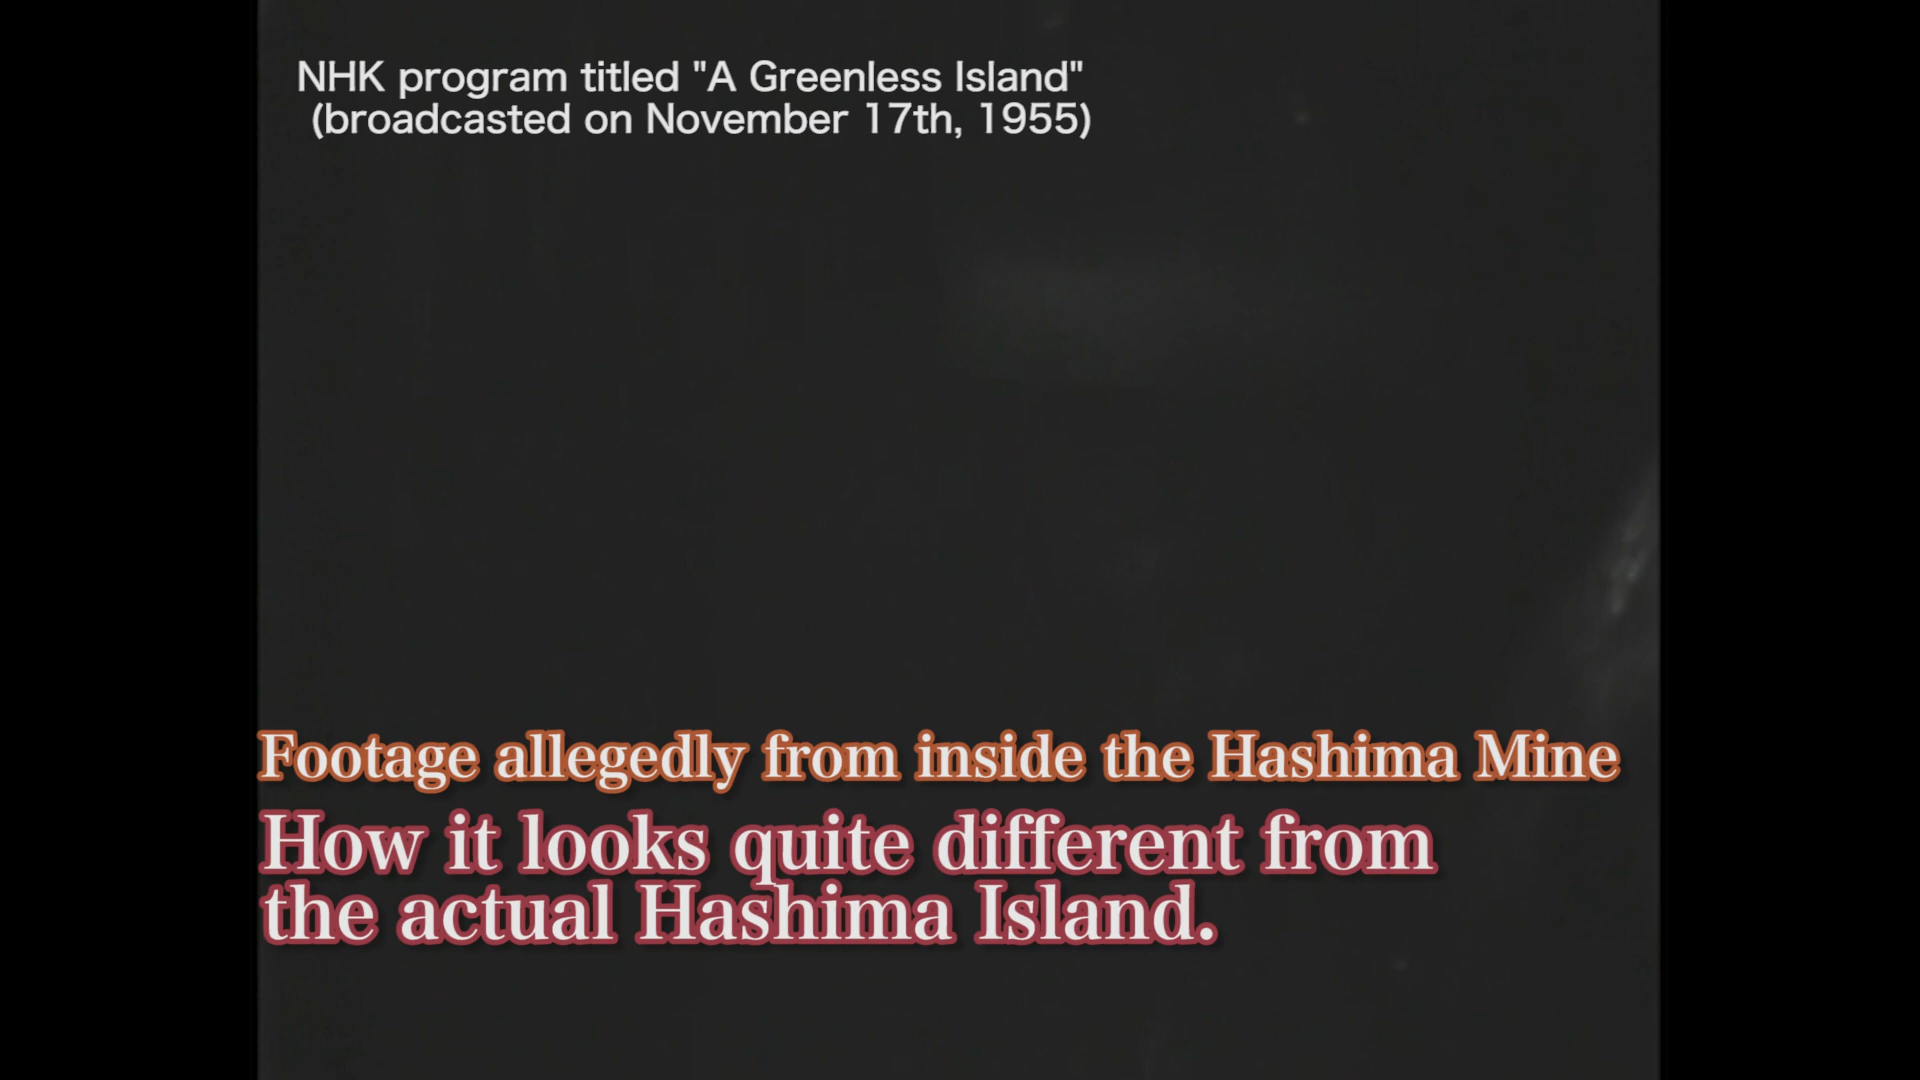 NHK program titled "A Greenless Island"
(broadcasted on November 17th, 1955)
Footage allegedly from inside the Hashima Mine
How it looks quite different from
the actual Hashima Island.